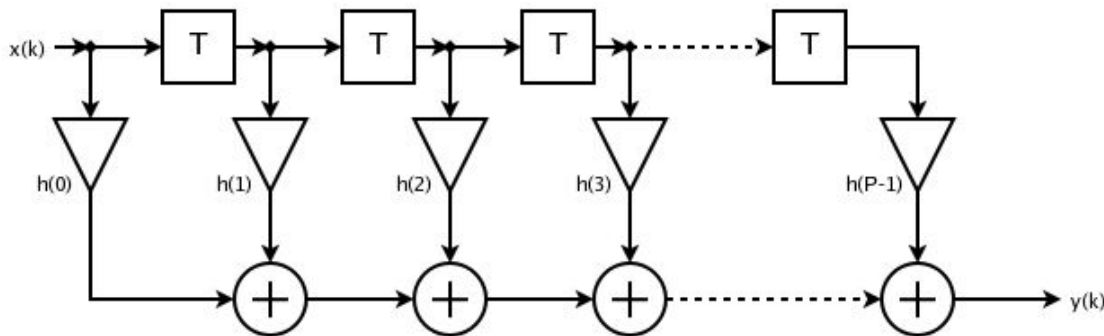 x(k) T T T T
h(0) h(1) h(2) h(3) h(P-1)
+ + + + y(k)